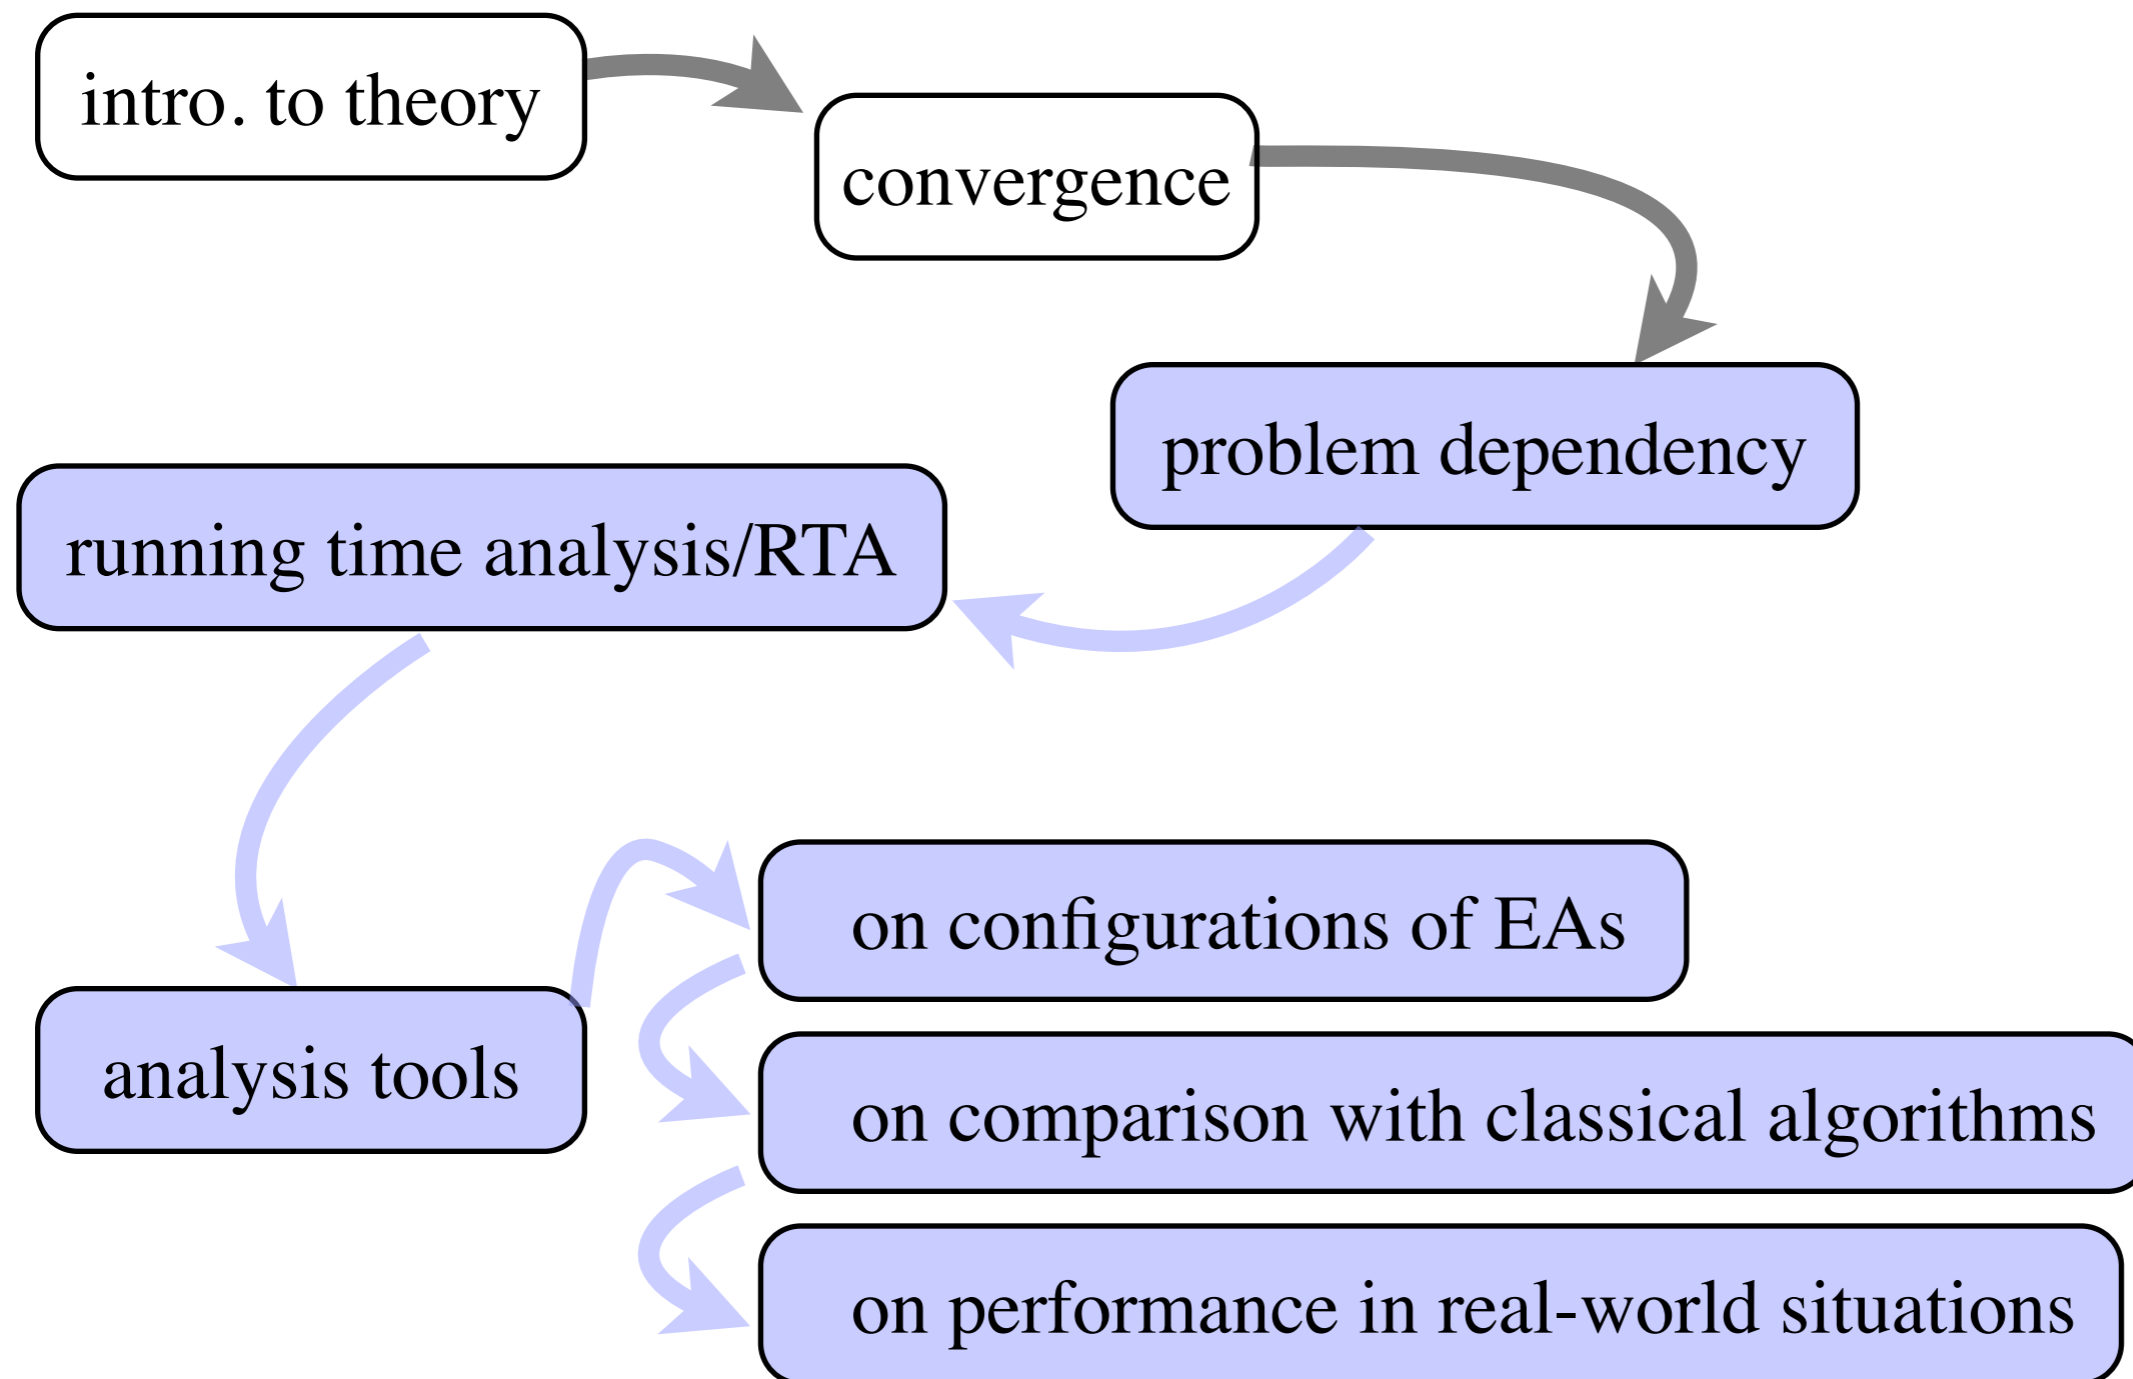 intro. to theory
convergence
problem dependency
running time analysis/RTA
analysis tools
on configurations of EAs
on comparison with classical algorithms
on performance in real-world situations